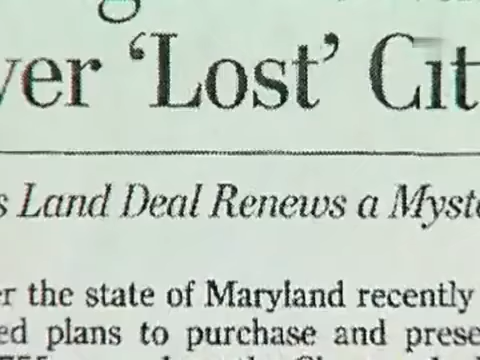 ver ‘Lost’ Cit
s Land Deal Renews a Myste
er the state of Maryland recently
ed plans to purchase and prese